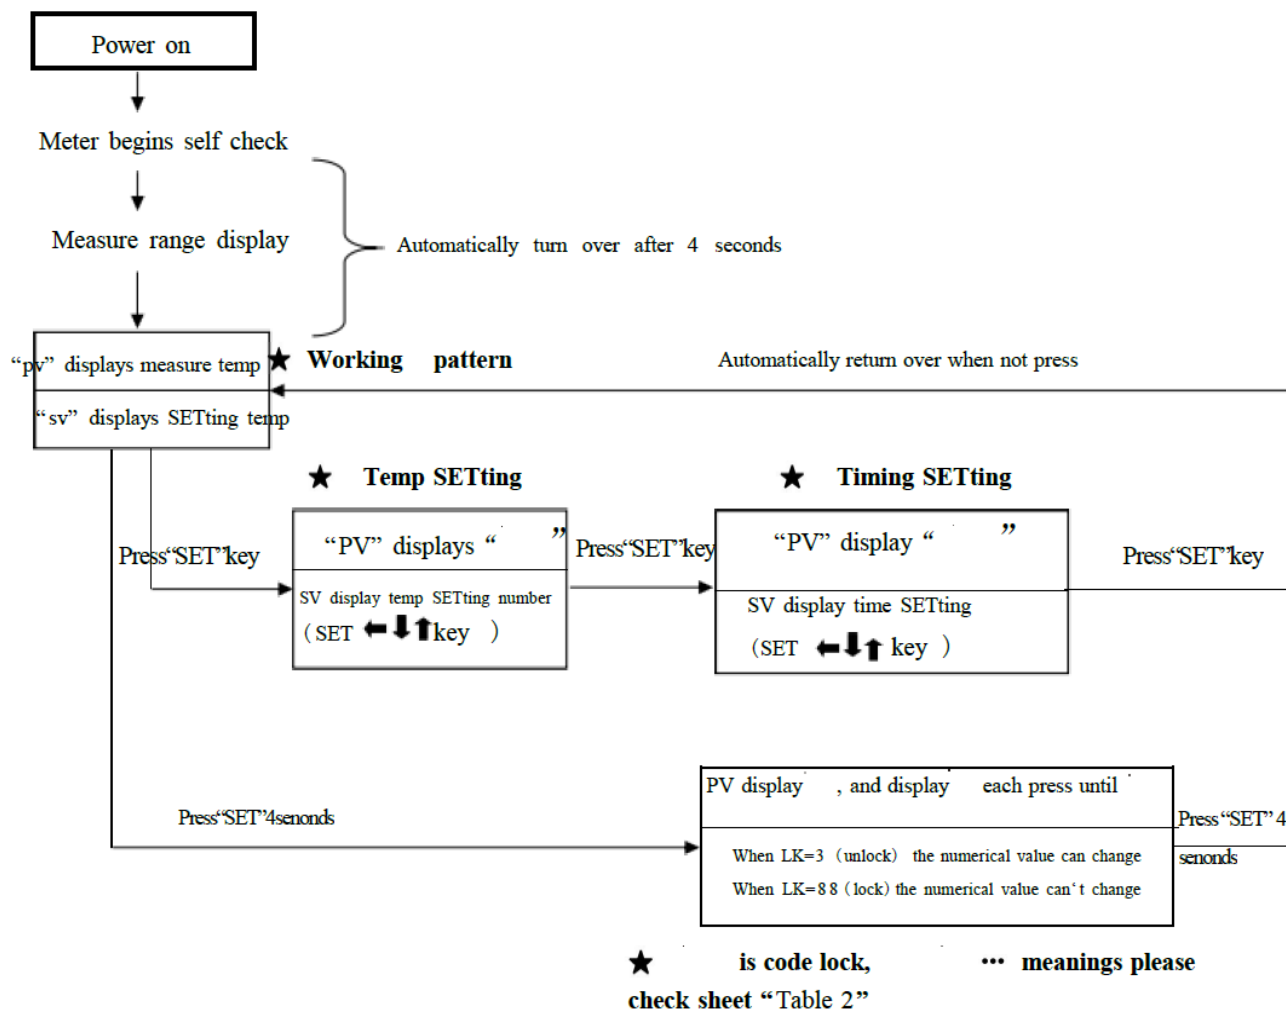 Power on
Meter begins self check
Measure range display
Automatically turn over after 4 seconds
“pv” displays measure temp
★ Working pattern
Automatically return over when not press
“sv” displays SETting temp
★ Temp SETting
★ Timing SETting
Press“SET”key
“PV” displays “ ”
SV display temp SETting number
(SET ⬅⬇⬆key )
Press“SET”key
“PV” display “ ”
SV display time SETting
(SET ⬅⬇⬆ key )
Press“SET”key
Press“SET”4senonds
PV display , and display each press until
When LK=3 (unlock) the numerical value can change
When LK=88 (lock) the numerical value can‘t change
Press “SET” 4
senonds
★ is code lock, ··· meanings please
check sheet “Table 2”